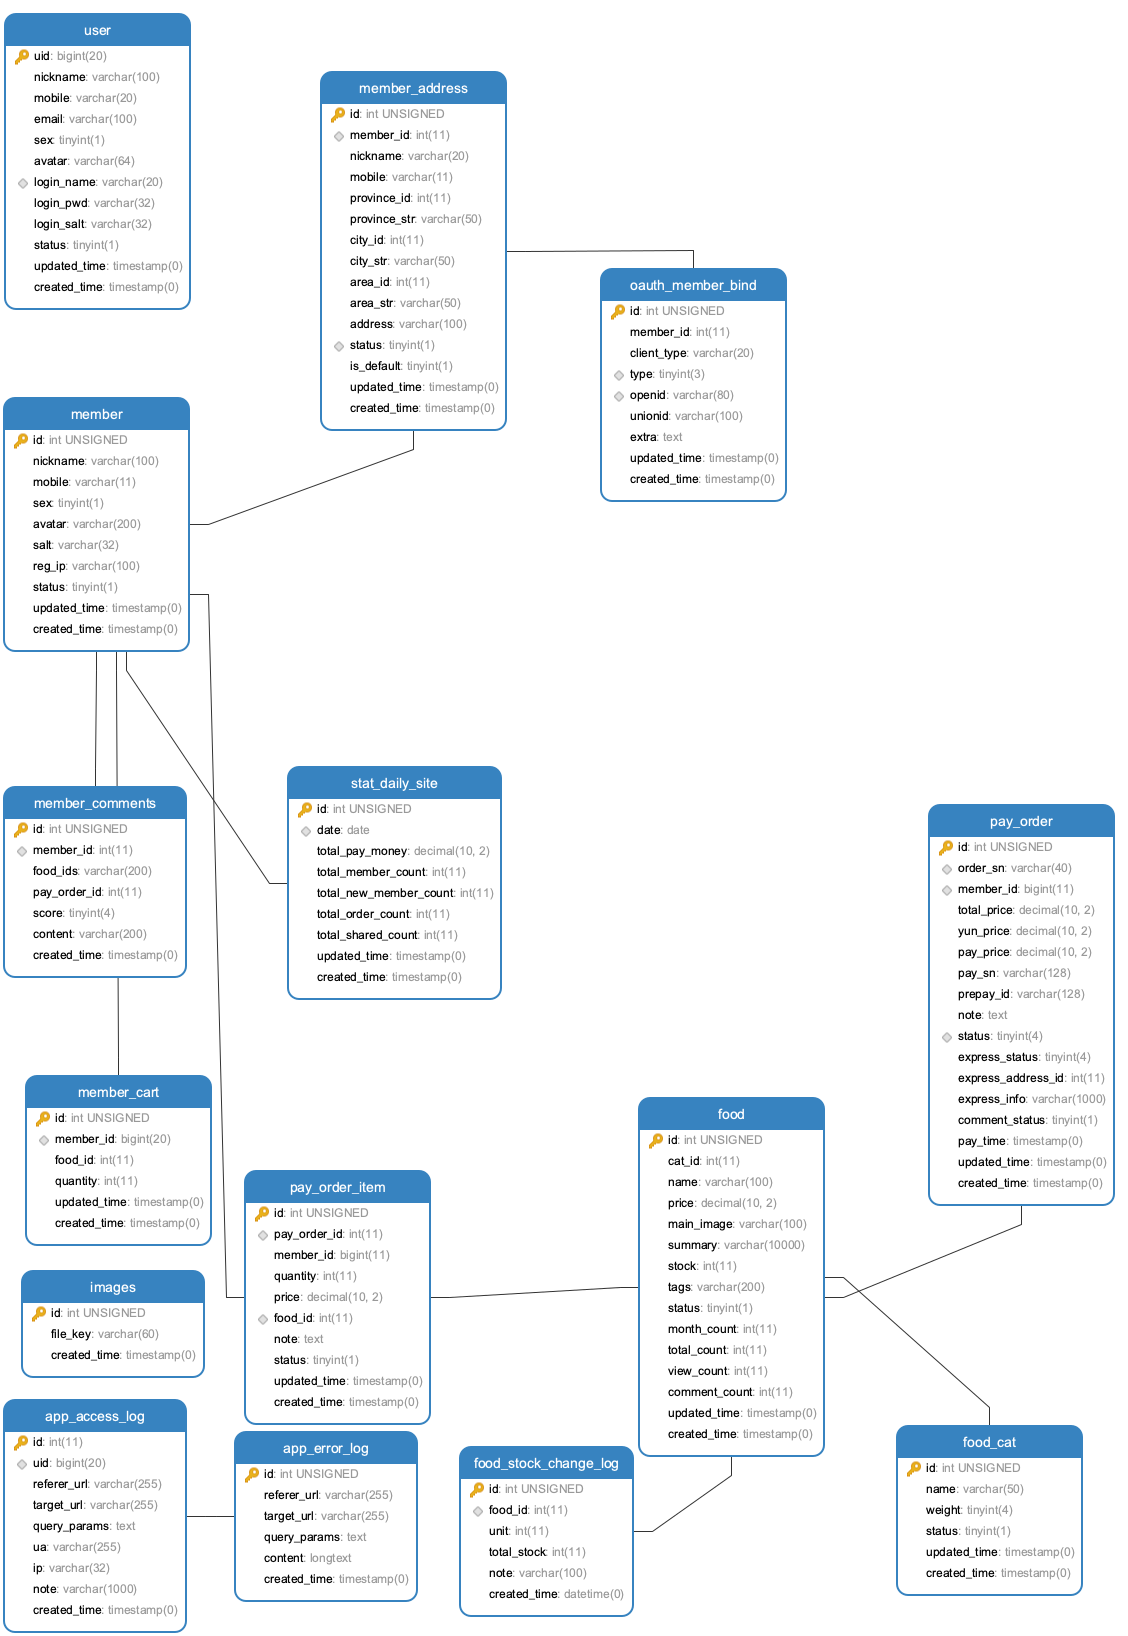 user
uid: bigint(20)
nickname: varchar(100)
mobile: varchar(20)
email: varchar(100)
sex: tinyint(1)
avatar: varchar(64)
login_name: varchar(20)
login_pwd: varchar(32)
login_salt: varchar(32)
status: tinyint(1)
updated_time: timestamp(0)
created_time: timestamp(0)
member_address
id: int UNSIGNED
member_id: int(11)
nickname: varchar(20)
mobile: varchar(11)
province_id: int(11)
province_str: varchar(50)
city_id: int(11)
city_str: varchar(50)
area_id: int(11)
area_str: varchar(50)
address: varchar(100)
status: tinyint(1)
is_default: tinyint(1)
updated_time: timestamp(0)
created_time: timestamp(0)
oauth_member_bind
id: int UNSIGNED
member_id: int(11)
client_type: varchar(20)
type: tinyint(3)
openid: varchar(80)
unionid: varchar(100)
extra: text
updated_time: timestamp(0)
created_time: timestamp(0)
member
id: int UNSIGNED
nickname: varchar(100)
mobile: varchar(11)
sex: tinyint(1)
avatar: varchar(200)
salt: varchar(32)
reg_ip: varchar(100)
status: tinyint(1)
updated_time: timestamp(0)
created_time: timestamp(0)
member_comments
id: int UNSIGNED
member_id: int(11)
food_ids: varchar(200)
pay_order_id: int(11)
score: tinyint(4)
content: varchar(200)
created_time: timestamp(0)
stat_daily_site
id: int UNSIGNED
date: date
total_pay_money: decimal(10, 2)
total_member_count: int(11)
total_new_member_count: int(11)
total_order_count: int(11)
total_shared_count: int(11)
updated_time: timestamp(0)
created_time: timestamp(0)
pay_order
id: int UNSIGNED
order_sn: varchar(40)
member_id: bigint(11)
total_price: decimal(10, 2)
yun_price: decimal(10, 2)
pay_price: decimal(10, 2)
pay_sn: varchar(128)
prepay_id: varchar(128)
note: text
status: tinyint(4)
express_status: tinyint(4)
express_address_id: int(11)
express_info: varchar(1000)
comment_status: tinyint(1)
pay_time: timestamp(0)
updated_time: timestamp(0)
created_time: timestamp(0)
member_cart
id: int UNSIGNED
member_id: bigint(20)
food_id: int(11)
quantity: int(11)
updated_time: timestamp(0)
created_time: timestamp(0)
pay_order_item
id: int UNSIGNED
pay_order_id: int(11)
member_id: bigint(11)
quantity: int(11)
price: decimal(10, 2)
food_id: int(11)
note: text
status: tinyint(1)
updated_time: timestamp(0)
created_time: timestamp(0)
food
id: int UNSIGNED
cat_id: int(11)
name: varchar(100)
price: decimal(10, 2)
main_image: varchar(100)
summary: varchar(10000)
stock: int(11)
tags: varchar(200)
status: tinyint(1)
month_count: int(11)
total_count: int(11)
view_count: int(11)
comment_count: int(11)
updated_time: timestamp(0)
created_time: timestamp(0)
images
id: int UNSIGNED
file_key: varchar(60)
created_time: timestamp(0)
app_access_log
id: int(11)
uid: bigint(20)
referer_url: varchar(255)
target_url: varchar(255)
query_params: text
ua: varchar(255)
ip: varchar(32)
note: varchar(1000)
created_time: timestamp(0)
app_error_log
id: int UNSIGNED
referer_url: varchar(255)
target_url: varchar(255)
query_params: text
content: longtext
created_time: timestamp(0)
food_stock_change_log
id: int UNSIGNED
food_id: int(11)
unit: int(11)
total_stock: int(11)
note: varchar(100)
created_time: datetime(0)
food_cat
id: int UNSIGNED
name: varchar(50)
weight: tinyint(4)
status: tinyint(1)
updated_time: timestamp(0)
created_time: timestamp(0)